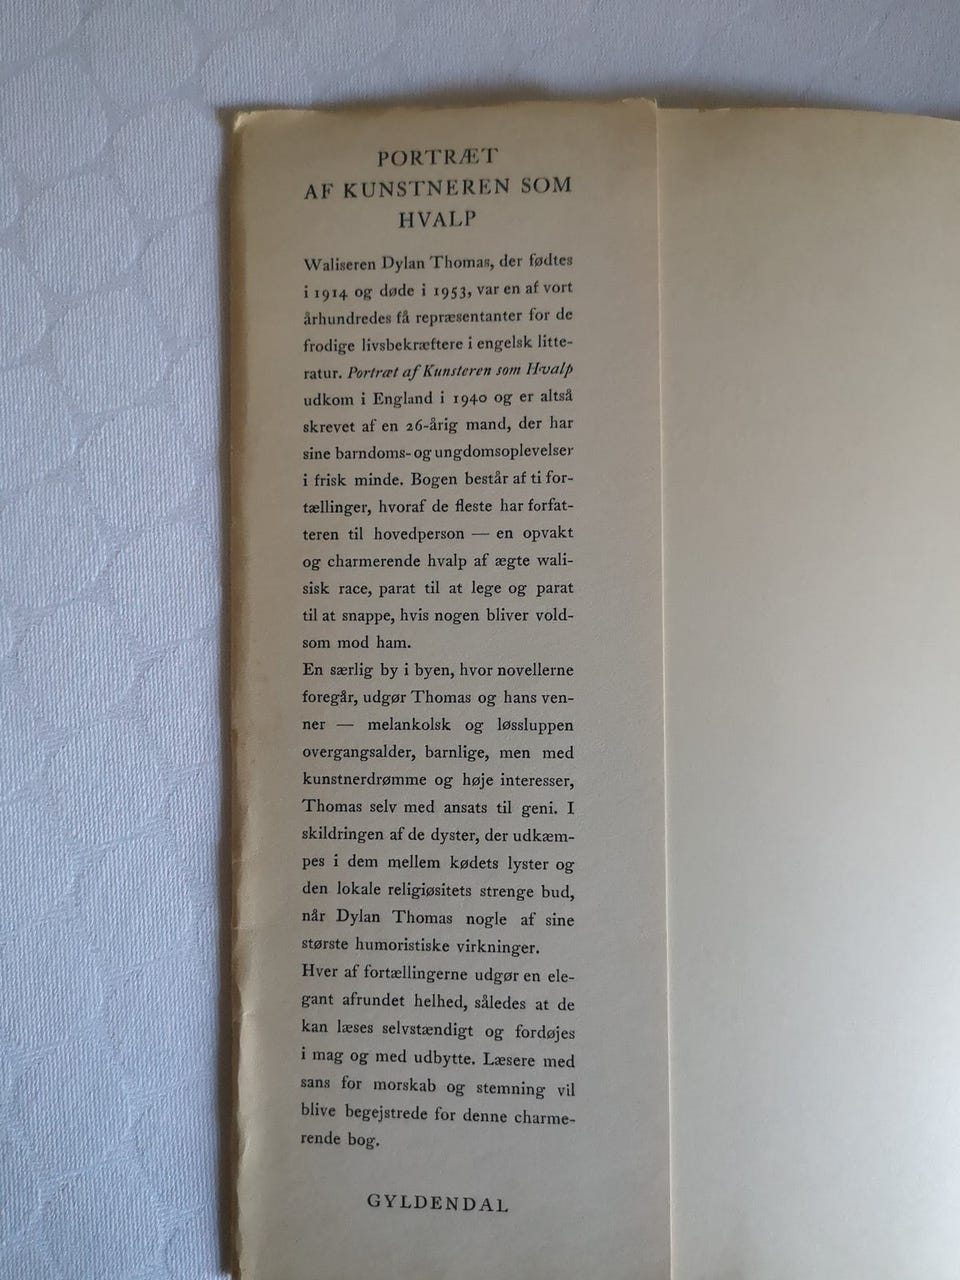 PORTRÆT
AF KUNSTNEREN SOM
HVALP
Waliseren Dylan Thomas, der fødtes
i 1914 og døde i 1953, var en af vort
århundredes få repræsentanter for de
frodige livsbekræftere i engelsk litte-
ratur. Portræt af Kunsteren som Hvalp
udkom i England i 1940 og er altså
skrevet af en 26-årig mand, der har
sine barndoms- og ungdomsoplevelser
i frisk minde. Bogen består af ti for-
tællinger, hvoraf de fleste har forfat-
teren til hovedperson — en opvakt
og charmerende hvalp af ægte wali-
sisk race, parat til at lege og parat
til at snappe, hvis nogen bliver vold-
som mod ham.
En særlig by i byen, hvor novellerne
foregår, udgør Thomas og hans ven-
ner — melankolsk og løssluppen
overgangsalder, barnlige, men med
kunstnerdrømme og høje interesser,
Thomas selv med ansats til geni. I
skildringen af de dyster, der udkæm-
pes i dem mellem kødets lyster og
den lokale religiøsitets strenge bud,
når Dylan Thomas nogle af sine
største humoristiske virkninger.
Hver af fortællingerne udgør en ele-
gant afrundet helhed, således at de
kan læses selvstændigt og fordøjes
i mag og med udbytte. Læsere med
sans for morskab og stemning vil
blive begejstrede for denne charme-
rende bog.
GYLDENDAL